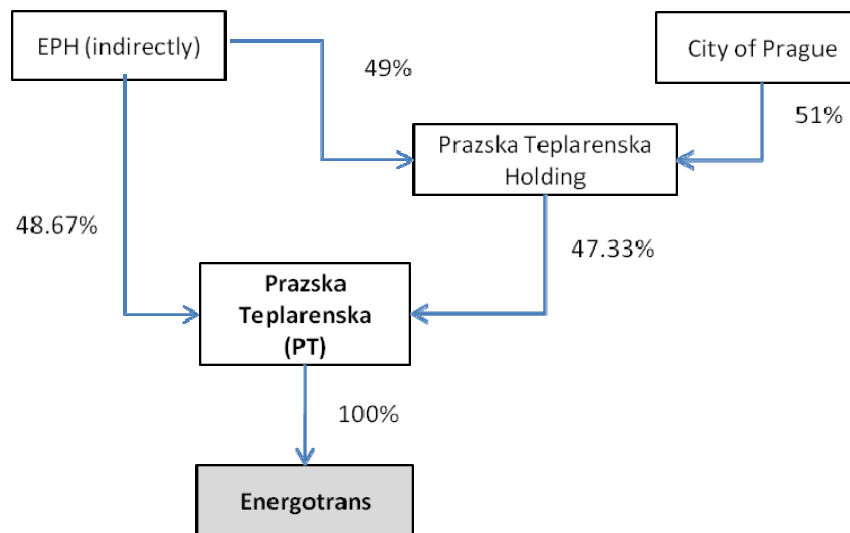 EPH (indirectly)
City of Prague
49%
51%
Prazska Teplarenska
Holding
48.67%
47.33%
Prazska
Teplarenska
(PT)
100%
Energotrans